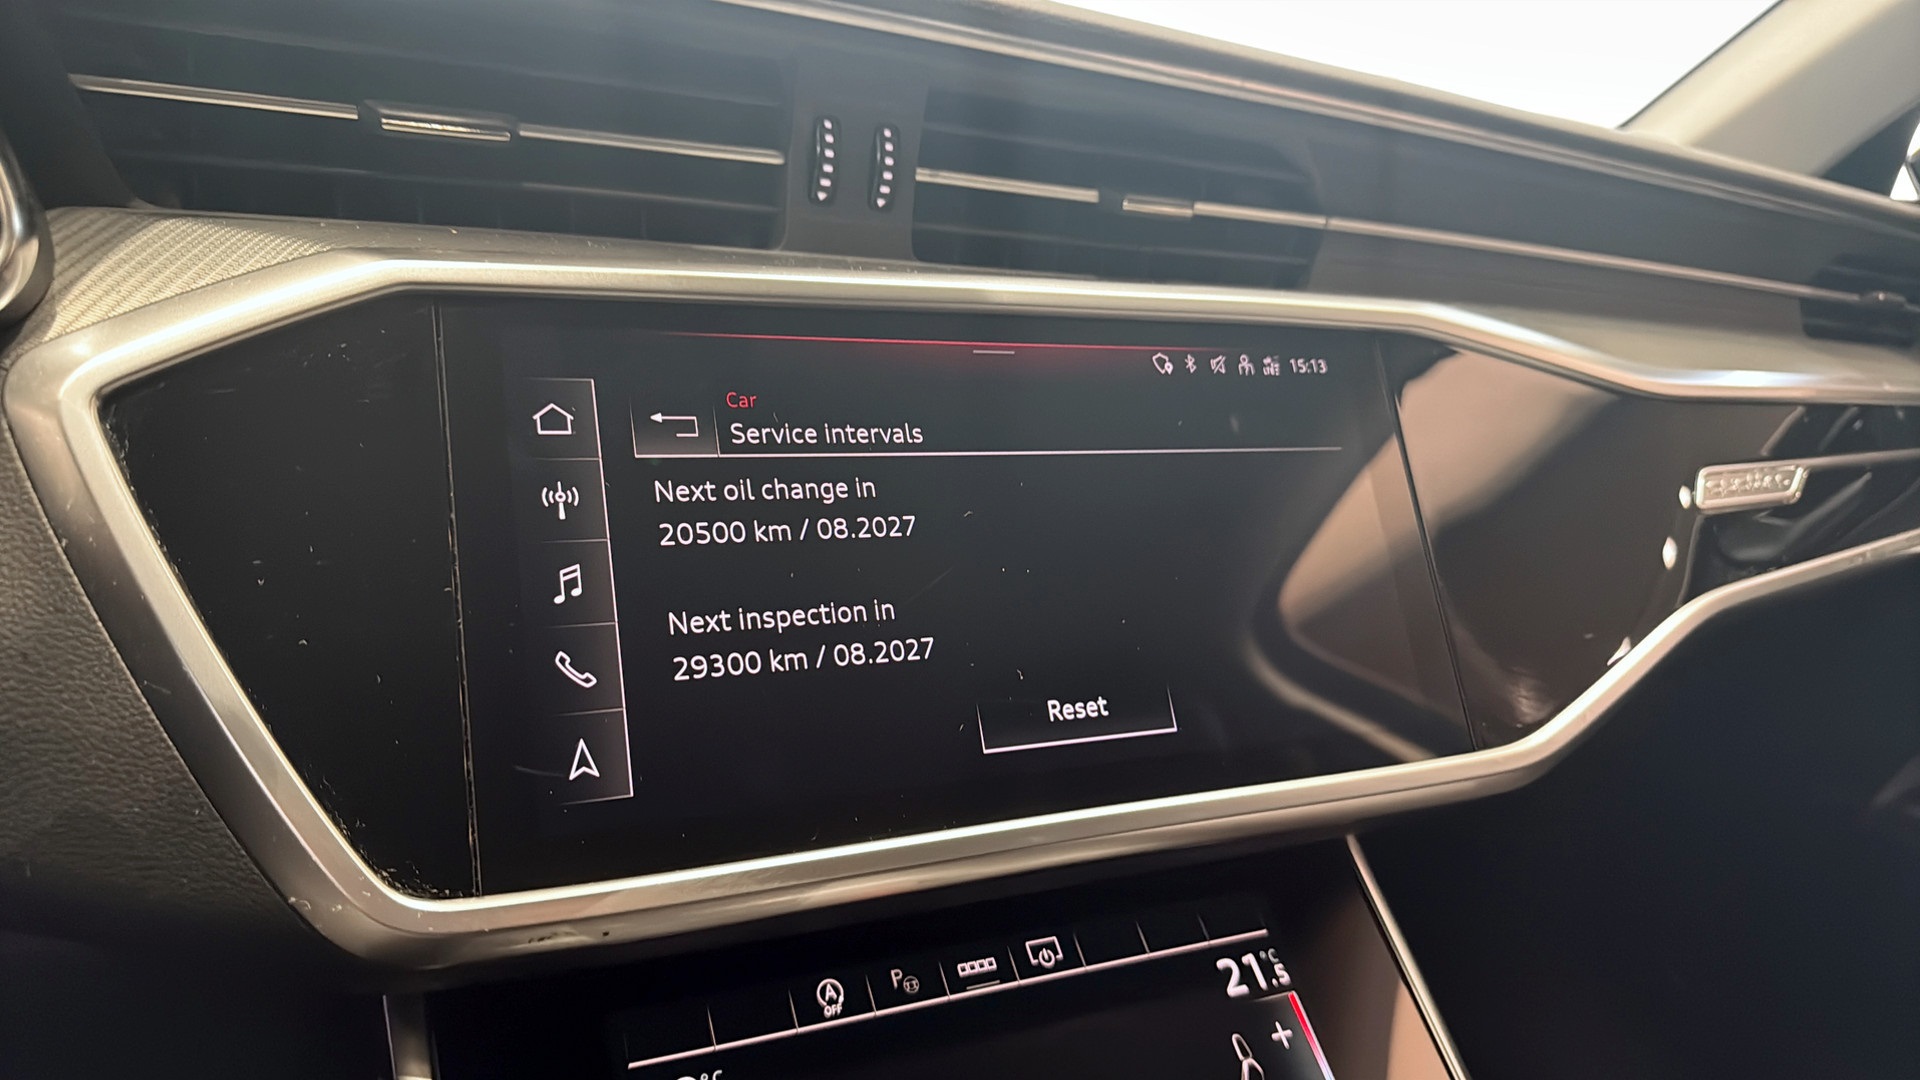 15:13
Car
Service intervals
Next oil change in
20500 km / 08.2027
Next inspection in
29300 km / 08.2027
Reset
A
OFF
P
21.5 °C
+
°C